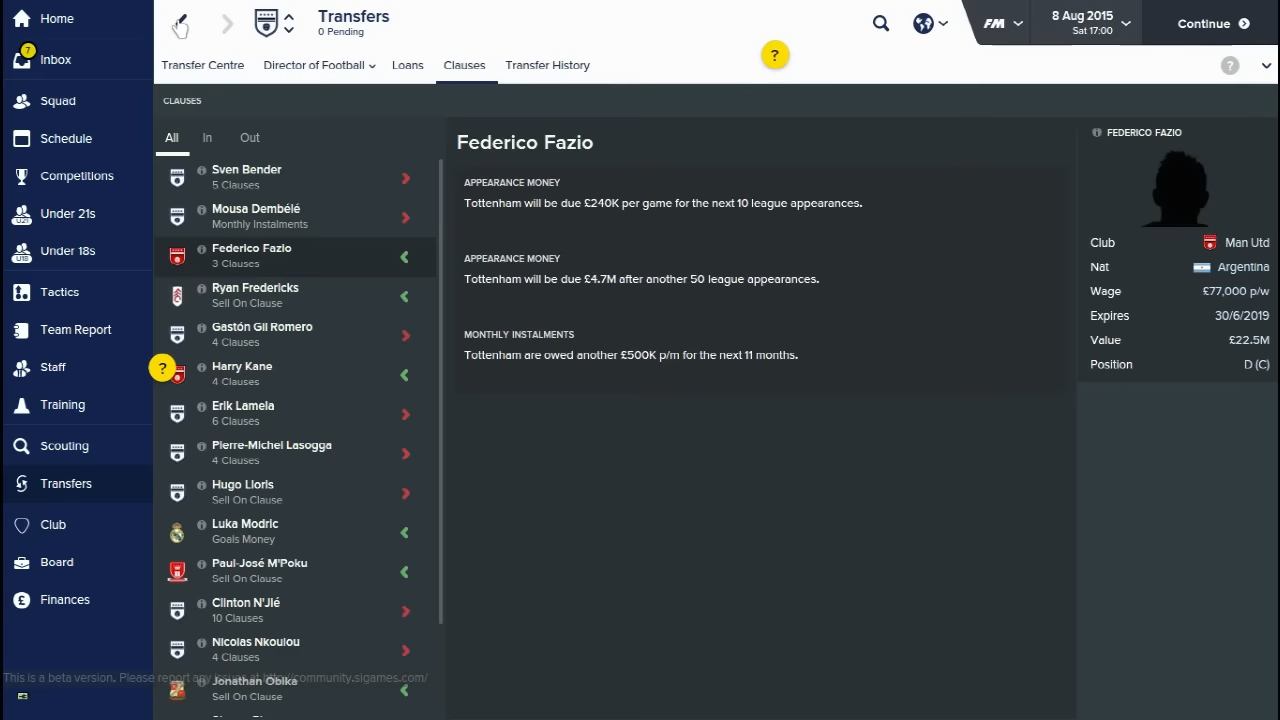 Home
7
Inbox
Squad
Schedule
Competitions
U21
Under 21s
U18
Under 18s
Tactics
Team Report
Staff
Training
Scouting
Transfers
Club
Board
£
Finances
Transfers
0 Pending
FM
8 Aug 2015
Sat 17:00
Continue
?
Transfer Centre
Director of Football
Loans
Clauses
Transfer History
?
CLAUSES
All
In
Out
Sven Bender
5 Clauses
Mousa Dembélé
Monthly Instalments
Federico Fazio
3 Clauses
Ryan Fredericks
Sell On Clause
Gastón Gil Romero
4 Clauses
?
Harry Kane
4 Clauses
Erik Lamela
6 Clauses
Pierre-Michel Lasogga
4 Clauses
Hugo Lloris
Sell On Clause
Luka Modric
Goals Money
Paul-José M'Poku
Sell On Clause
Clinton N'Jié
10 Clauses
Nicolas Nkoulou
4 Clauses
Jonathan Obika
Sell On Clause
This is a beta version. Please report any issues at http://community.sigames.com/
Federico Fazio
APPEARANCE MONEY
Tottenham will be due £240K per game for the next 10 league appearances.
APPEARANCE MONEY
Tottenham will be due £4.7M after another 50 league appearances.
MONTHLY INSTALMENTS
Tottenham are owed another £500K p/m for the next 11 months.
FEDERICO FAZIO
Club Man Utd
Nat Argentina
Wage £77,000 p/w
Expires 30/6/2019
Value £22.5M
Position D (C)